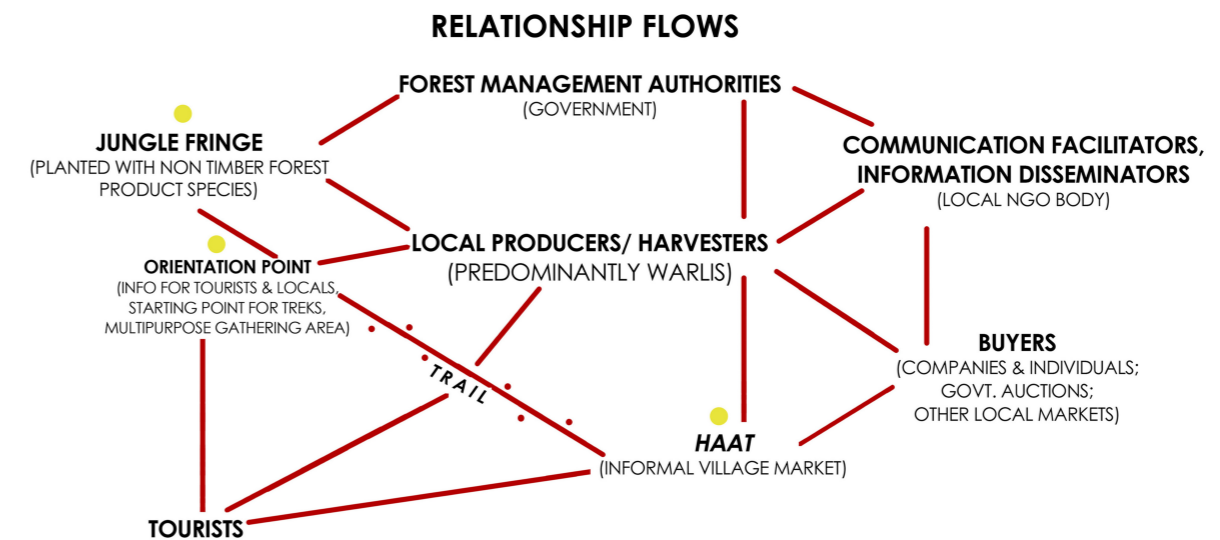 RELATIONSHIP FLOWS
FOREST MANAGEMENT AUTHORITIES
(GOVERNMENT)
JUNGLE FRINGE
(PLANTED WITH NON TIMBER FOREST
PRODUCT SPECIES)
COMMUNICATION FACILITATORS,
INFORMATION DISSEMINATORS
(LOCAL NGO BODY)
LOCAL PRODUCERS/ HARVESTERS
(PREDOMINANTLY WARLIS)
ORIENTATION POINT
(INFO FOR TOURISTS & LOCALS,
STARTING POINT FOR TREKS,
MULTIPURPOSE GATHERING AREA)
TRAIL
BUYERS
(COMPANIES & INDIVIDUALS;
GOVT. AUCTIONS;
OTHER LOCAL MARKETS)
HAAT
(INFORMAL VILLAGE MARKET)
TOURISTS